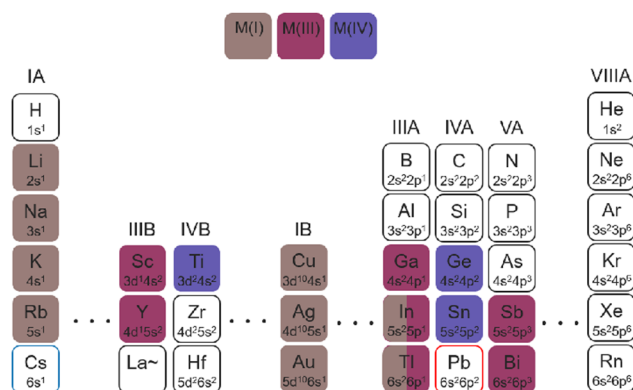 M(I) M(III) M(IV)
IA VIIIA
H He
1s¹ 1s²
IIIA IVA VA
Li B C N Ne
2s¹ 2s²2p¹ 2s²2p² 2s²2p³ 2s²2p⁶
Na Al Si P Ar
3s¹ 3s²3p¹ 3s²3p² 3s²3p³ 3s²3p⁶
IIIB IVB IB
K Sc Ti Cu Ga Ge As Kr
4s¹ 3d¹4s² 3d²4s² 3d¹⁰4s¹ 4s²4p¹ 4s²4p² 4s²4p³ 4s²4p⁶
Rb Y Zr Ag In Sn Sb Xe
5s¹ 4d¹5s² 4d²5s² 4d¹⁰5s¹ 5s²5p¹ 5s²5p² 5s²5p³ 5s²5p⁶
Cs La~ Hf Au Tl Pb Bi Rn
6s¹ 5d²6s² 5d¹⁰6s¹ 6s²6p¹ 6s²6p² 6s²6p³ 6s²6p⁶